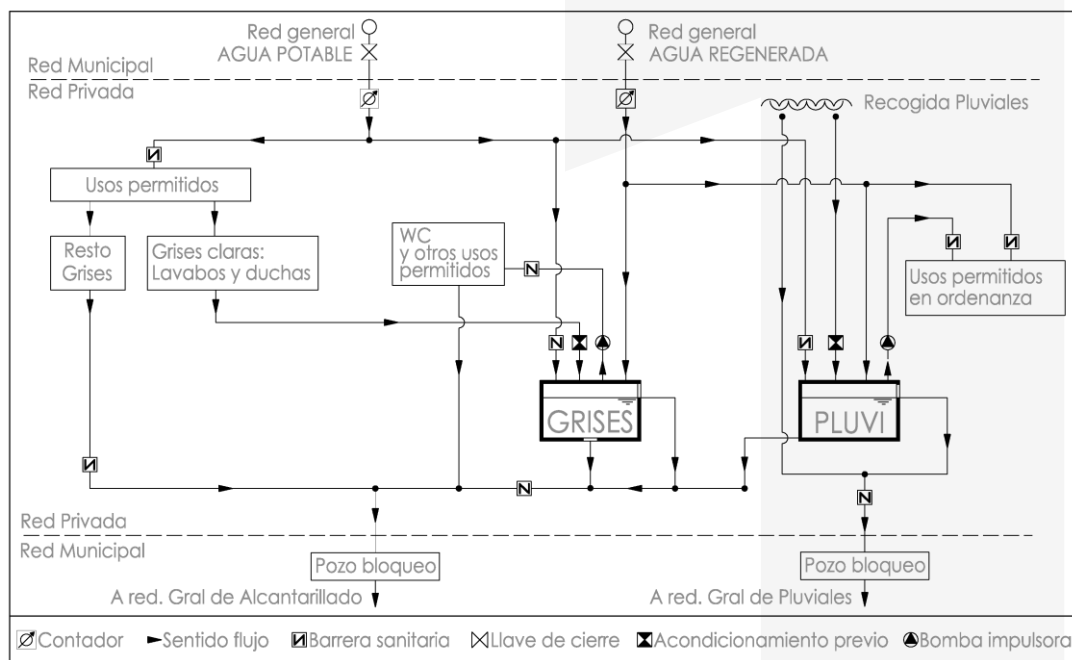 Red general
AGUA POTABLE
Red general
AGUA REGENERADA
Red Municipal
Red Privada
Recogida Pluviales
Usos permitidos
Resto
Grises
Grises claras:
Lavabos y duchas
WC
y otros usos
permitidos
Usos permitidos
en ordenanza
GRISES
PLUVI
Red Privada
Red Municipal
Pozo bloqueo
Pozo bloqueo
A red. Gral de Alcantarillado
A red. Gral de Pluviales
Contador
Sentido flujo
Barrera sanitaria
Llave de cierre
Acondicionamiento previo
Bomba impulsora